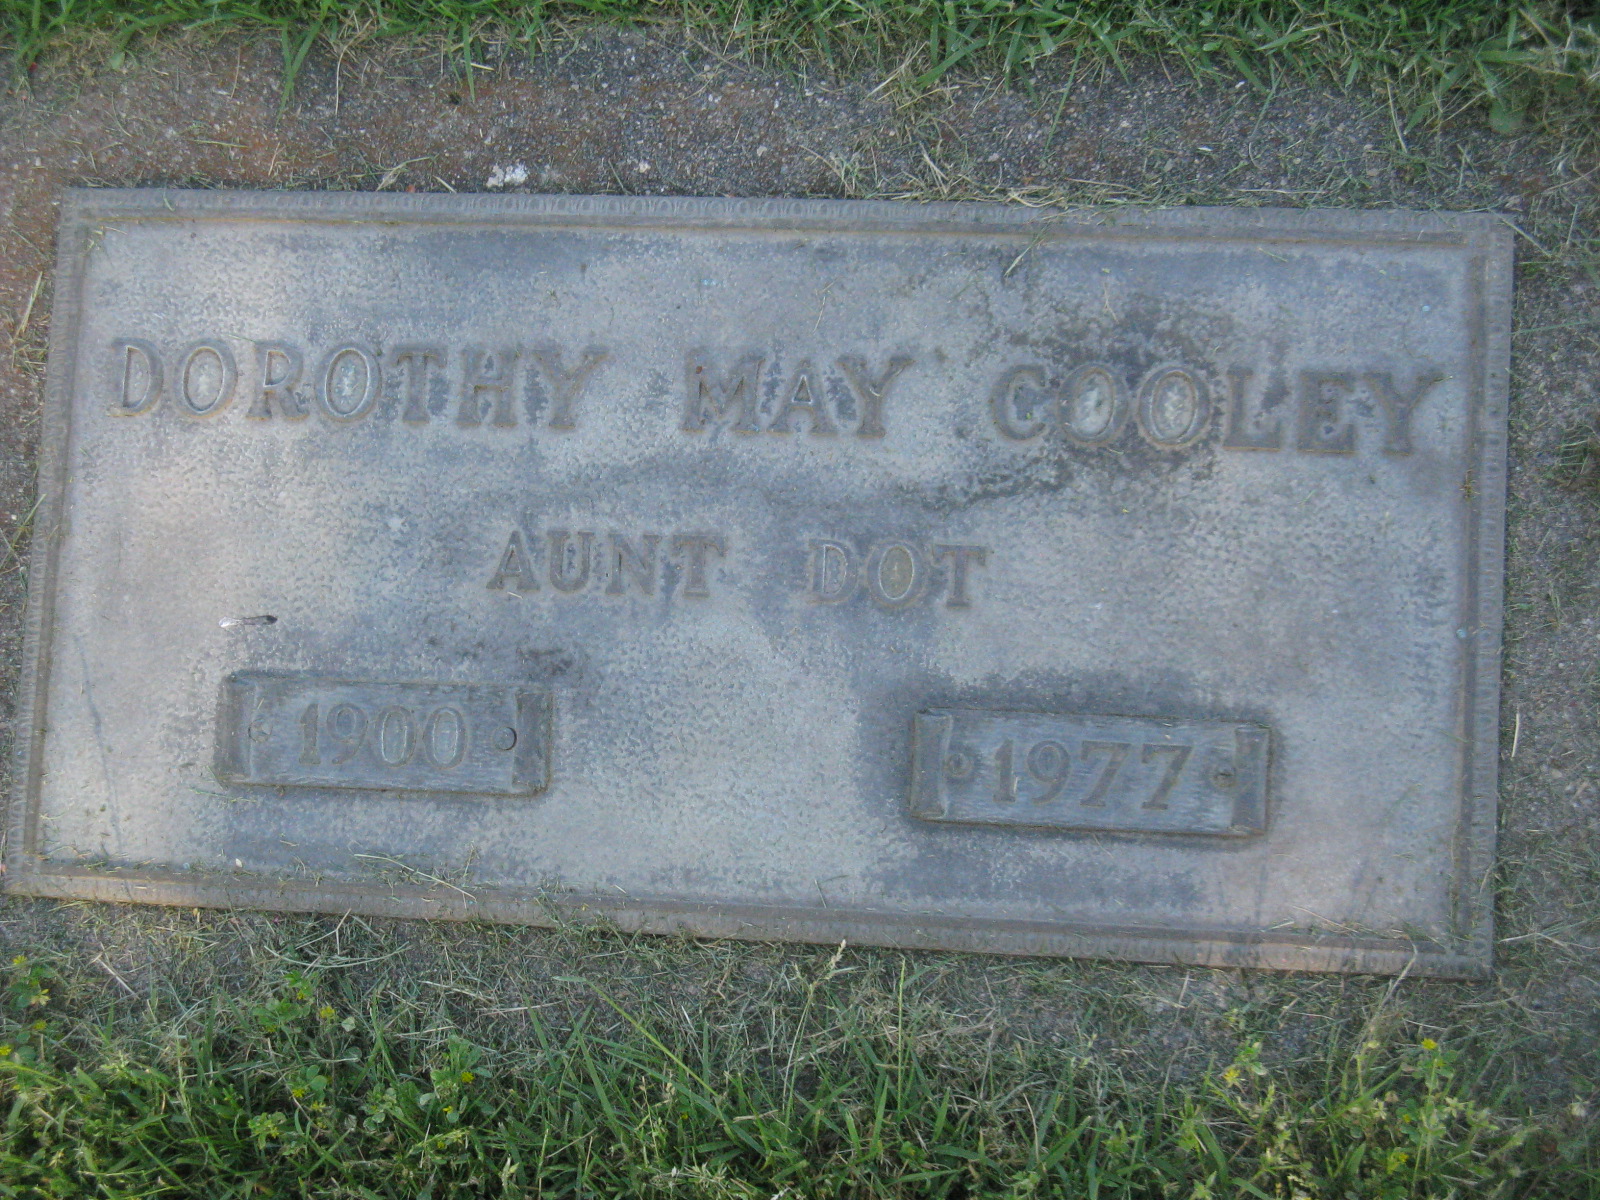 DOROTHY MAY COOLEY
AUNT DOT
1900 1977